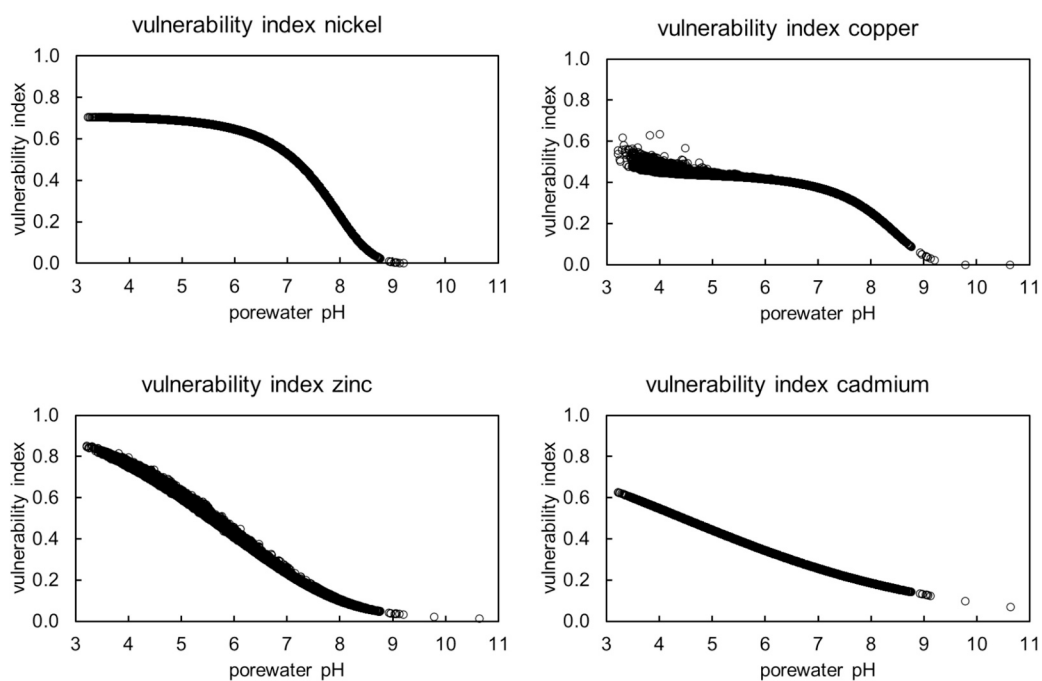 vulnerability index nickel
vulnerability index
1.0
0.8
0.6
0.4
0.2
0.0
3 4 5 6 7 8 9 10 11
porewater pH
vulnerability index copper
vulnerability index
1.0
0.8
0.6
0.4
0.2
0.0
3 4 5 6 7 8 9 10 11
porewater pH
vulnerability index zinc
vulnerability index
1.0
0.8
0.6
0.4
0.2
0.0
3 4 5 6 7 8 9 10 11
porewater pH
vulnerability index cadmium
vulnerability index
1.0
0.8
0.6
0.4
0.2
0.0
3 4 5 6 7 8 9 10 11
porewater pH